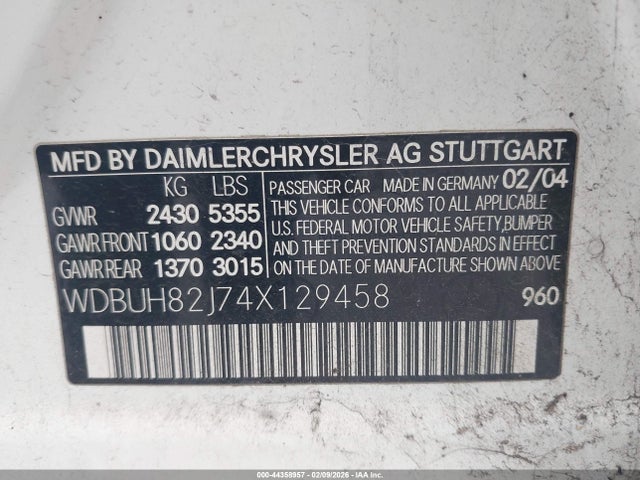 MFD BY DAIMLERCHRYSLER AG STUTTGART
KG LBS
GVWR 2430 5355
GAWR FRONT 1060 2340
GAWR REAR 1370 3015
PASSENGER CAR MADE IN GERMANY 02/04
THIS VEHICLE CONFORMS TO ALL APPLICABLE
U.S. FEDERAL MOTOR VEHICLE SAFETY,BUMPER
AND THEFT PREVENTION STANDARDS IN EFFECT
ON THE DATE OF MANUFACTURE SHOWN ABOVE.
WDBUH82J74X129458 960
000-44358957 - 02/09/2026 - IAA Inc.